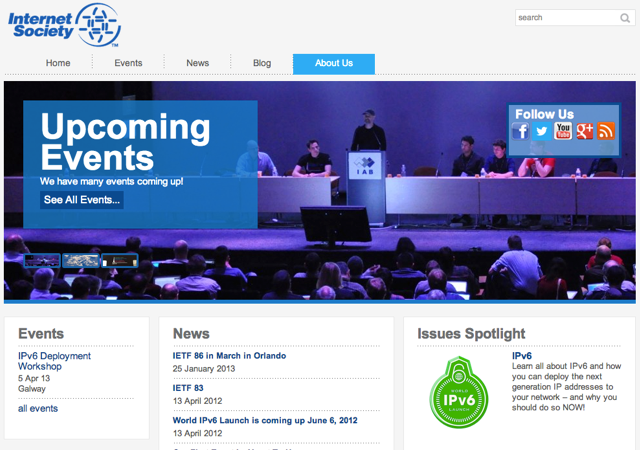 Internet
Society
TM
search
Home
Events
News
Blog
About Us
Upcoming
Events
We have many events coming up!
See All Events...
Follow Us
You
Tube
IAB
Events
IPv6 Deployment
Workshop
5 Apr 13
Galway
all events
News
IETF 86 in March in Orlando
25 January 2013
IETF 83
13 April 2012
World IPv6 Launch is coming up June 6, 2012
13 April 2012
Issues Spotlight
WORLD
IPv6
LAUNCH
IPv6
Learn all about IPv6 and how
you can deploy the next
generation IP addresses to
your network – and why you
should do so NOW!